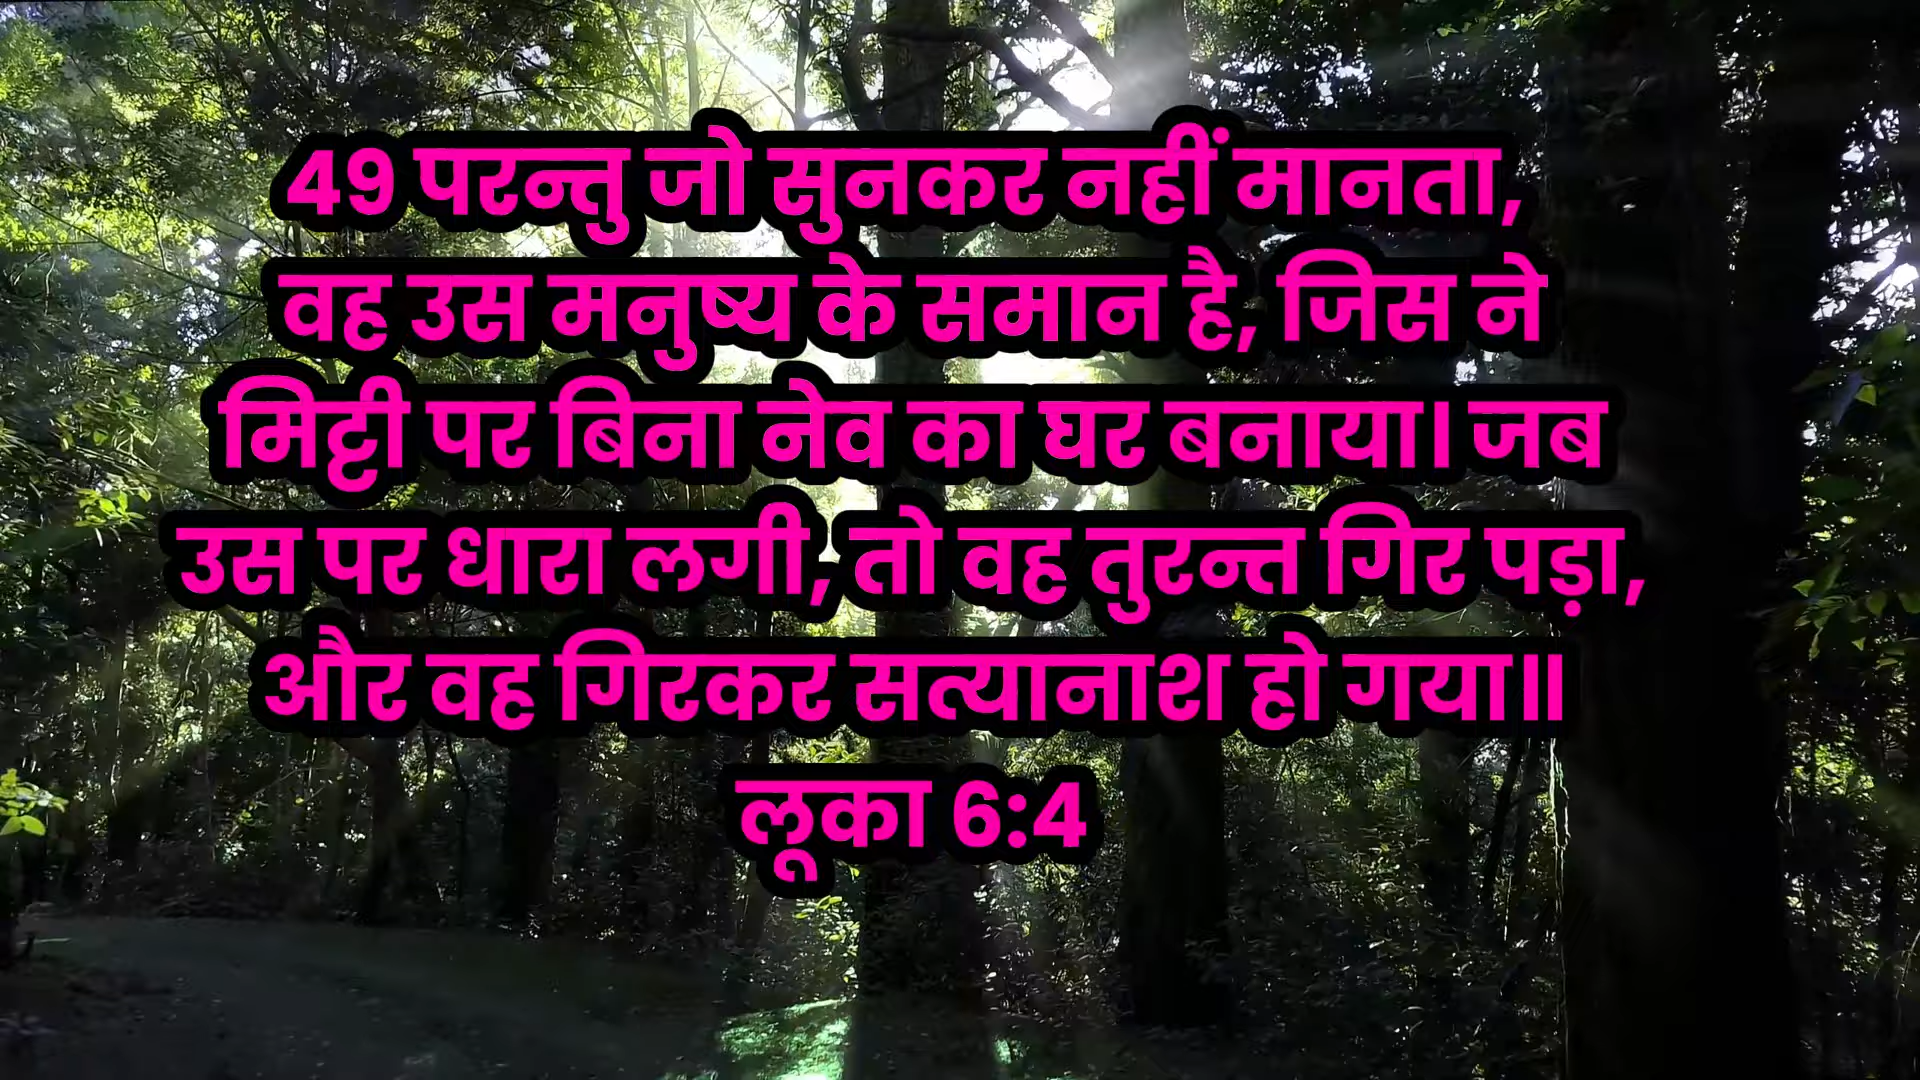 49 परन्तु जो सुनकर नहीं मानता,
वह उस मनुष्य के समान है, जिस ने
मिट्टी पर बिना नेव का घर बनाया। जब
उस पर धारा लगी, तो वह तुरन्त गिर पड़ा,
और वह गिरकर सत्यानाश हो गया॥
लूका 6:4